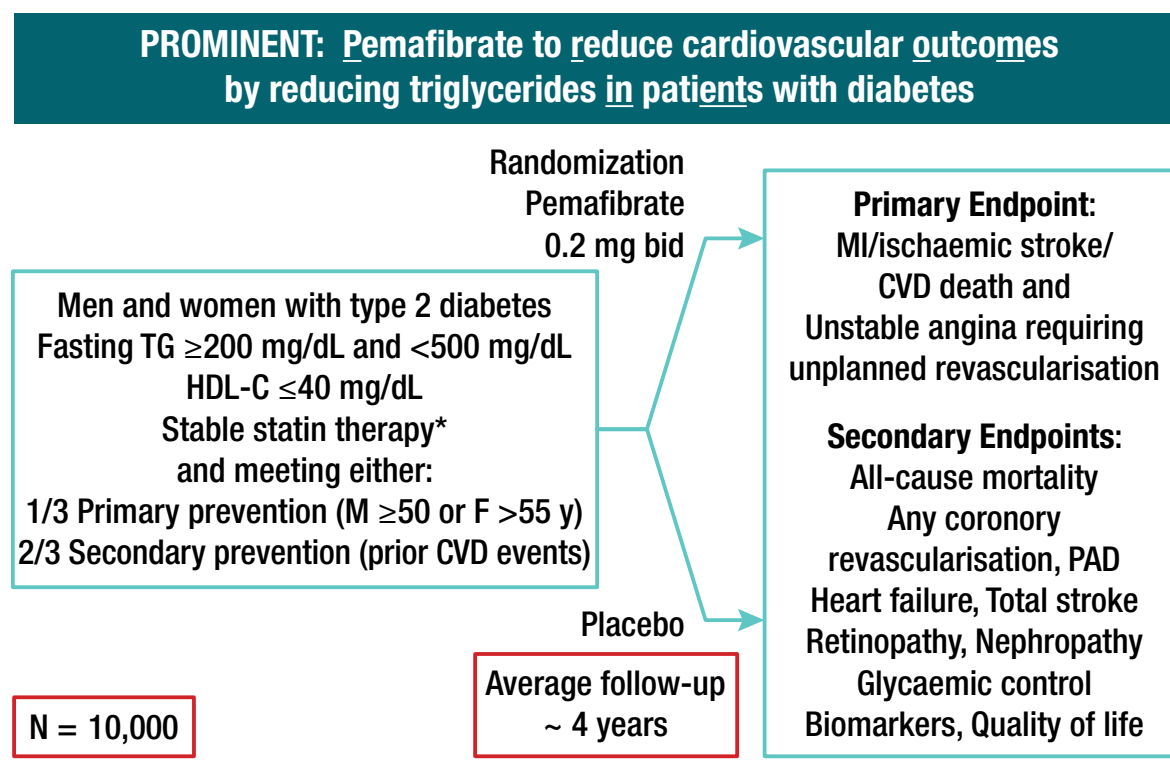 PROMINENT: Pemafibrate to reduce cardiovascular outcomes
by reducing triglycerides in patients with diabetes
Randomization
Pemafibrate
0.2 mg bid
Men and women with type 2 diabetes
Fasting TG ≥200 mg/dL and <500 mg/dL
HDL-C ≤40 mg/dL
Stable statin therapy*
and meeting either:
1/3 Primary prevention (M ≥50 or F >55 y)
2/3 Secondary prevention (prior CVD events)
Placebo
Average follow-up
~ 4 years
N = 10,000
Primary Endpoint:
MI/ischaemic stroke/
CVD death and
Unstable angina requiring
unplanned revascularisation
Secondary Endpoints:
All-cause mortality
Any coronory
revascularisation, PAD
Heart failure, Total stroke
Retinopathy, Nephropathy
Glycaemic control
Biomarkers, Quality of life